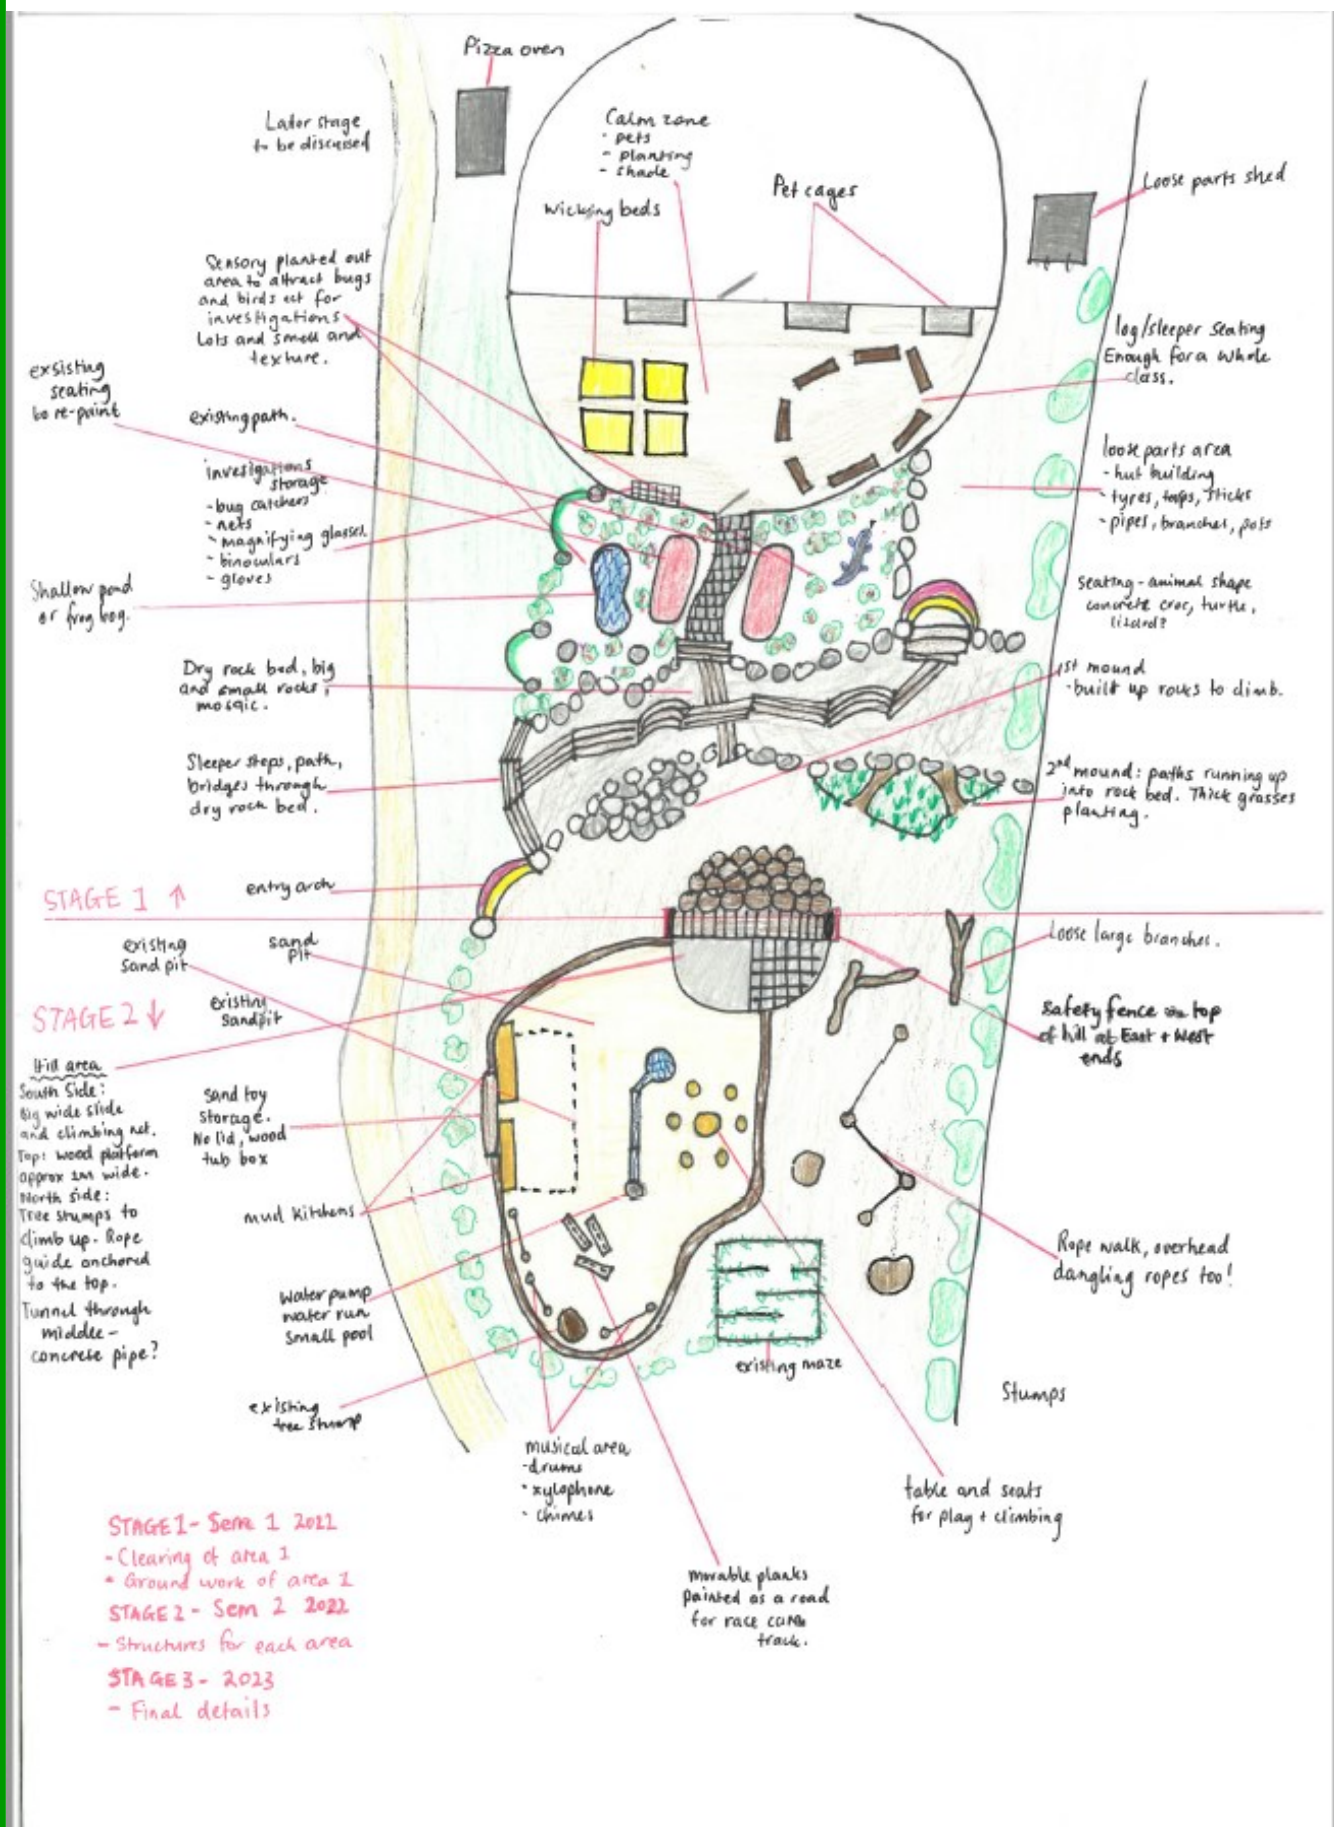 Pizza oven
Lator stage
to be discussed
Calm zone
- pets
- planting
- shade
Pet cages
Loose parts shed
wicking beds
Sensory planted out
area to attract bugs
and birds ect for
investigations
Lots and smell and
texture.
log/sleeper seating
Enough for a whole
class.
exsisting
seating
to re-paint
existing path.
loose parts area
- hut building
- tyres, sticks
- pipes, branches, pots
investigations
storage
- bug catchers
- nets
- magnifying glasses
- binoculars
- gloves
Shallow pond
or frog bog.
Seating - animal shape
concrete croc, turtle,
lizard?
Dry rock bed, big
and small rocks,
mosaic.
1st mound
- built up rocks to climb.
Sleeper steps, path,
bridges through
dry rock bed.
2nd mound: paths running up
into rock bed. Thick grasses
planting.
entry arch
STAGE 1 ↑
existing
sand pit
sand
pit
Loose large branches.
STAGE 2 ↓
existing
sandpit
Safety fence on top
of hill at East + West
ends
Hill area
South Side:
Big wide slide
and climbing net.
Top: wood platform
approx 1m wide.
North side:
Tree stumps to
climb up. Rope
guide anchored
to the top.
Tunnel through
middle -
concrete pipe?
Sand toy
storage.
No lid, wood
tub box
mud kitchens
Rope walk, overhead
dangling ropes too!
Water pump
water run
Small pool
existing maze
existing
tree stump
Stumps
musical area
- drums
- xylophone
- chimes
table and seats
for play + climbing
movable planks
painted as a road
for race
track.
STAGE 1 - Sem 1 2022
- Clearing of area 1
- Ground work of area 1
STAGE 2 - Sem 2 2022
- Structures for each area
STAGE 3 - 2023
- Final details